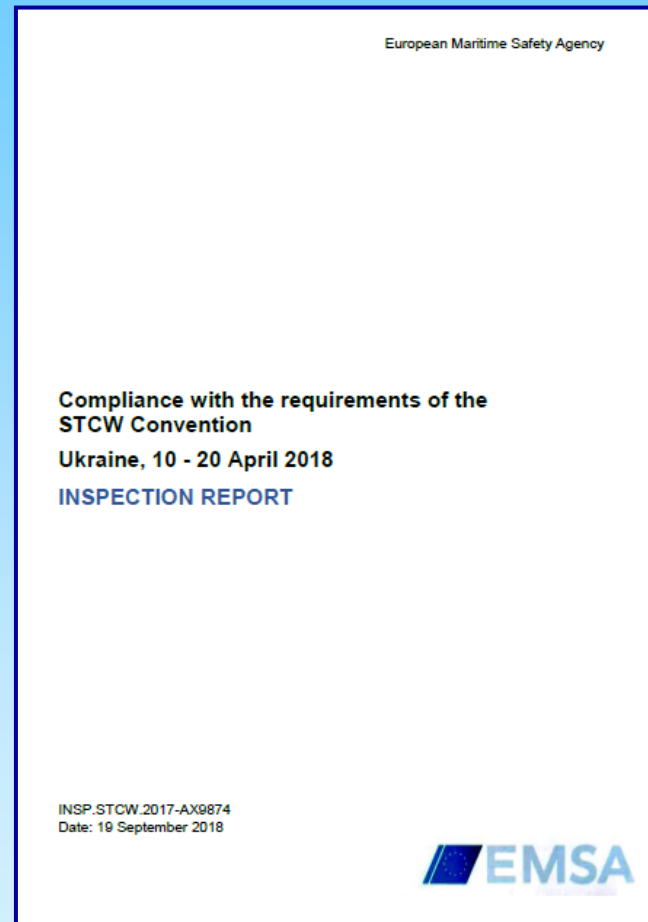 European Maritime Safety Agency
Compliance with the requirements of the
STCW Convention
Ukraine, 10 - 20 April 2018
INSPECTION REPORT
INSP.STCW.2017-AX9874
Date: 19 September 2018
EMSA